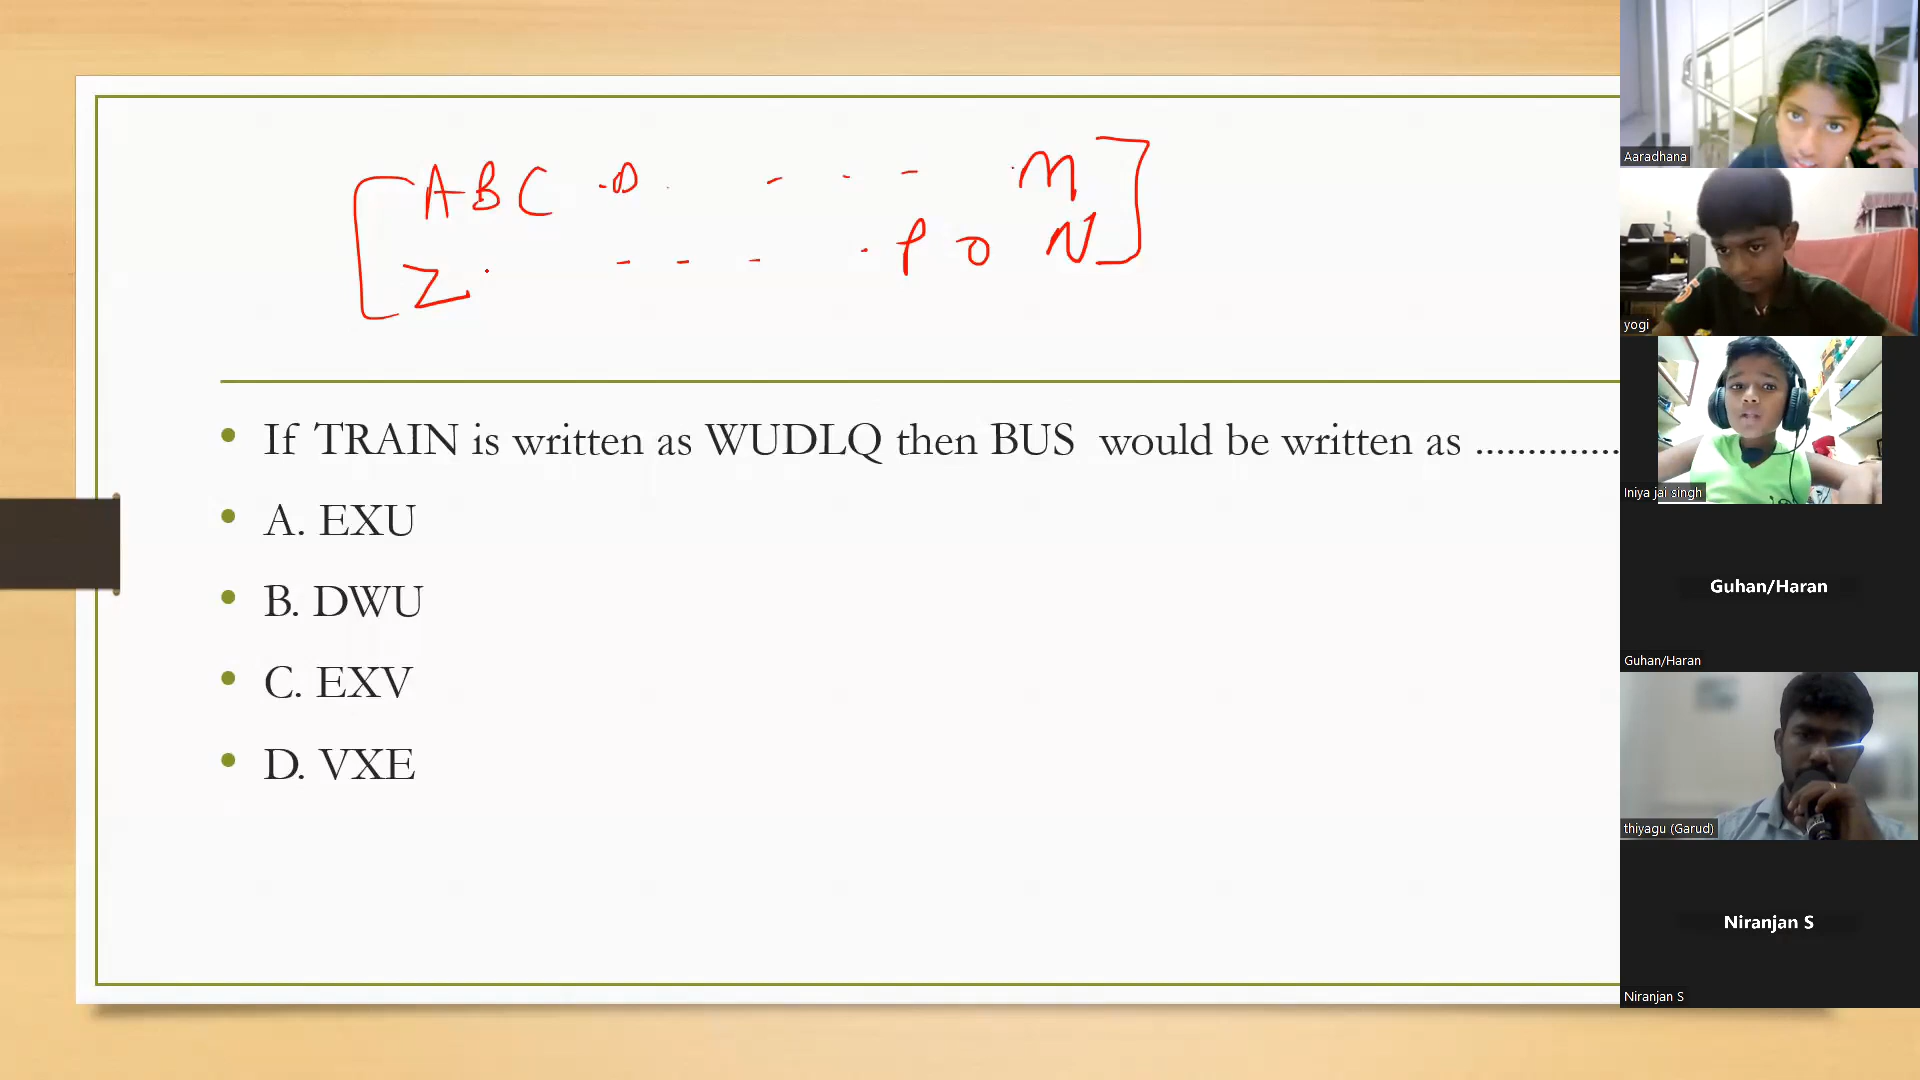 A B C . D . - . - . M
Z . - - - . P O N
If TRAIN is written as WUDLQ then BUS would be written as ..............
A. EXU
B. DWU
C. EXV
D. VXE
Aaradhana
yogi
Iniya jai singh
Guhan/Haran
Guhan/Haran
thiyagu (Garud)
Niranjan S
Niranjan S